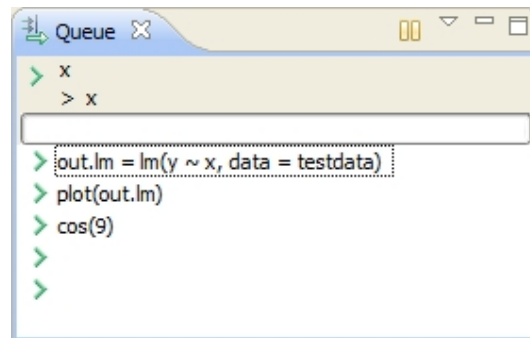 Queue
x
> x
out.lm = lm(y ~ x, data = testdata)
plot(out.lm)
cos(9)